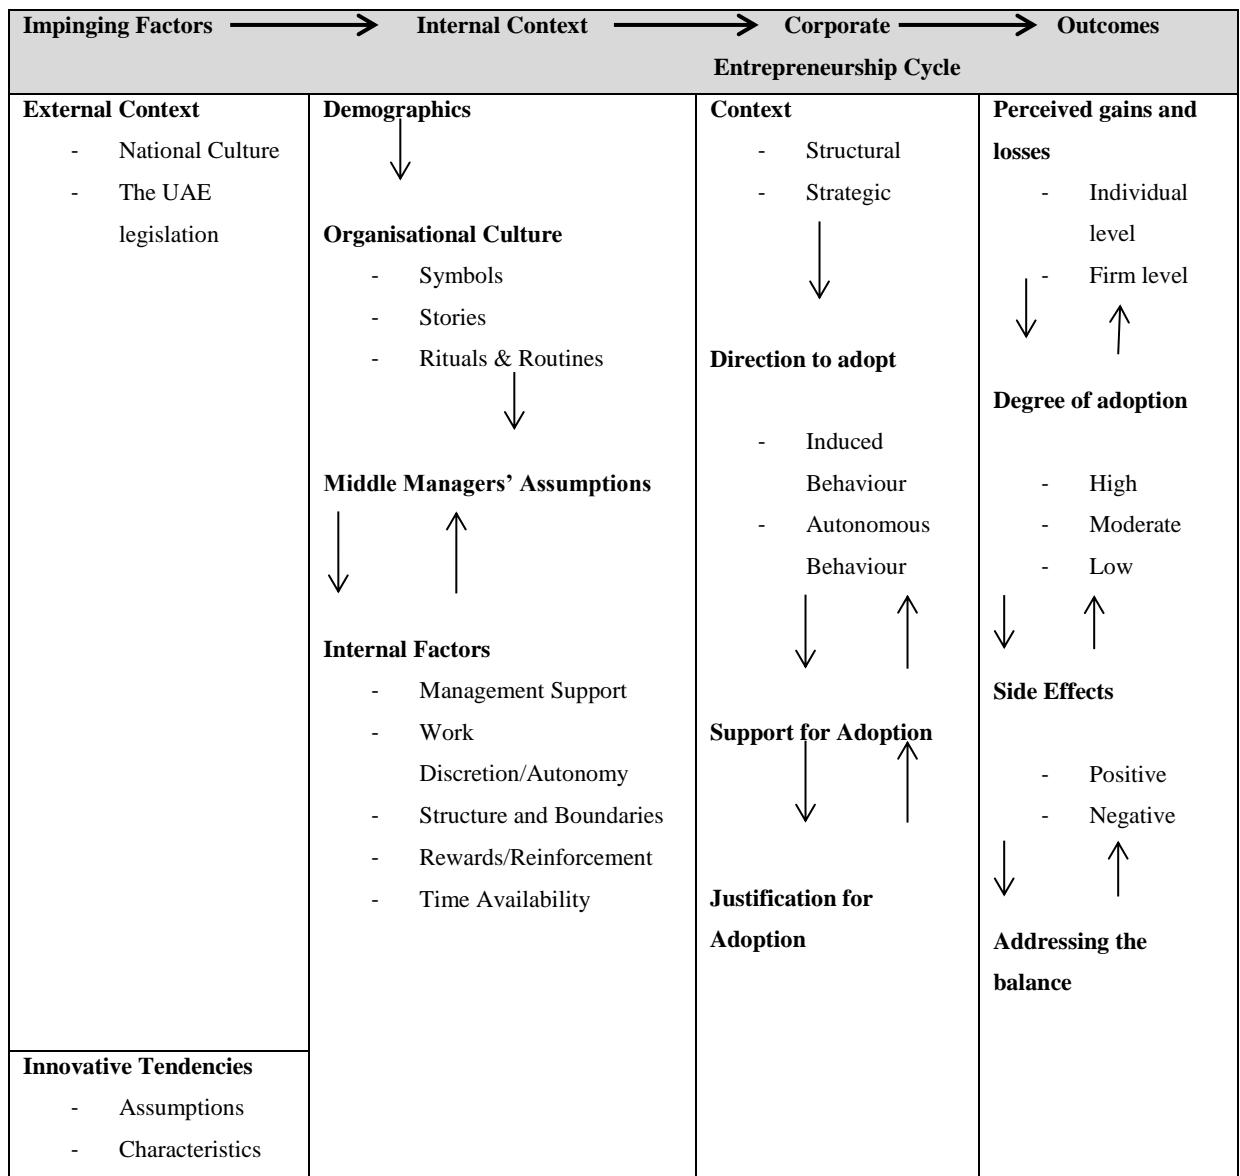 Impinging Factors
Internal Context
Corporate
Entrepreneurship Cycle
Outcomes
External Context
- National Culture
- The UAE
legislation
Innovative Tendencies
- Assumptions
- Characteristics
Demographics
Organisational Culture
- Symbols
- Stories
- Rituals & Routines
Middle Managers’ Assumptions
Internal Factors
- Management Support
- Work
Discretion/Autonomy
- Structure and Boundaries
- Rewards/Reinforcement
- Time Availability
Context
- Structural
- Strategic
Direction to adopt
- Induced
Behaviour
- Autonomous
Behaviour
Support for Adoption
Justification for
Adoption
Perceived gains and
losses
- Individual
level
- Firm level
Degree of adoption
- High
- Moderate
- Low
Side Effects
- Positive
- Negative
Addressing the
balance